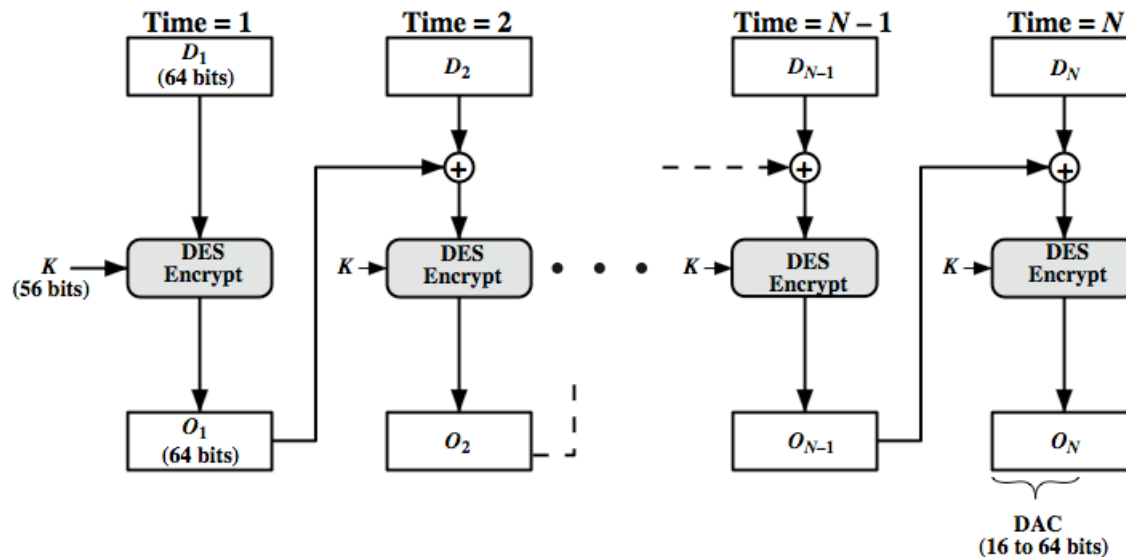 Time = 1
Time = 2
Time = N – 1
Time = N
D1
(64 bits)
D2
DN–1
DN
+
+
+
K
(56 bits)
DES
Encrypt
K
DES
Encrypt
• • •
K
DES
Encrypt
K
DES
Encrypt
O1
(64 bits)
O2
ON–1
ON
DAC
(16 to 64 bits)